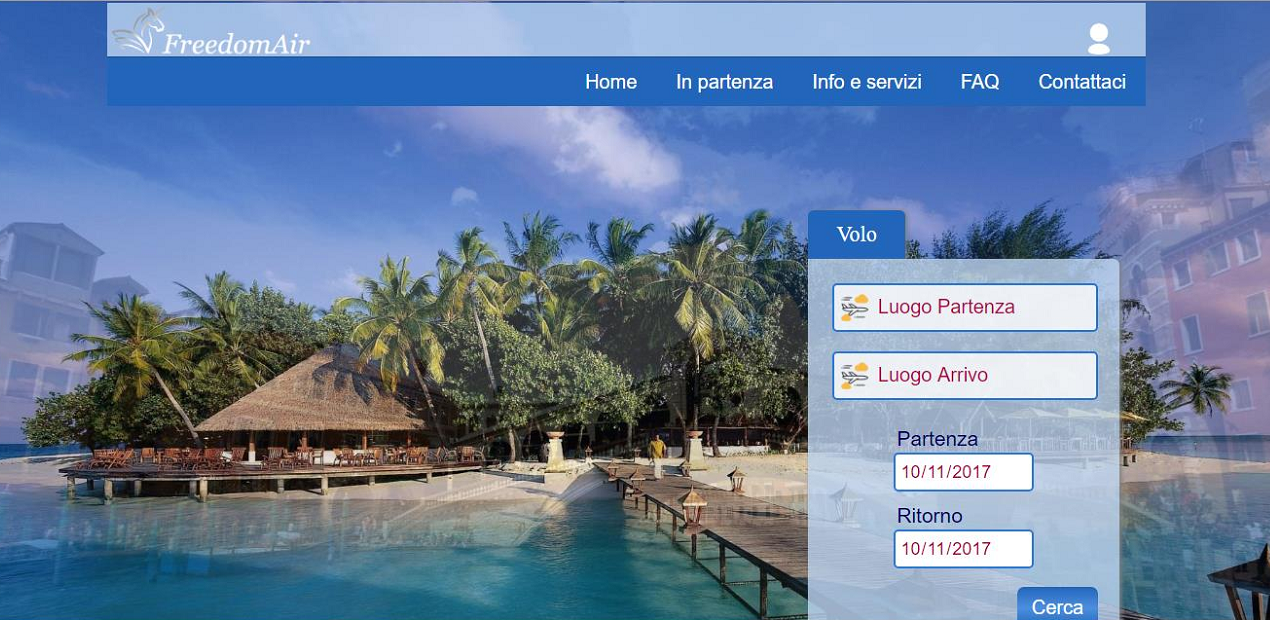 FreedomAir
Home In partenza Info e servizi FAQ Contattaci
Volo
Luogo Partenza
Luogo Arrivo
Partenza
10/11/2017
Ritorno
10/11/2017
Cerca